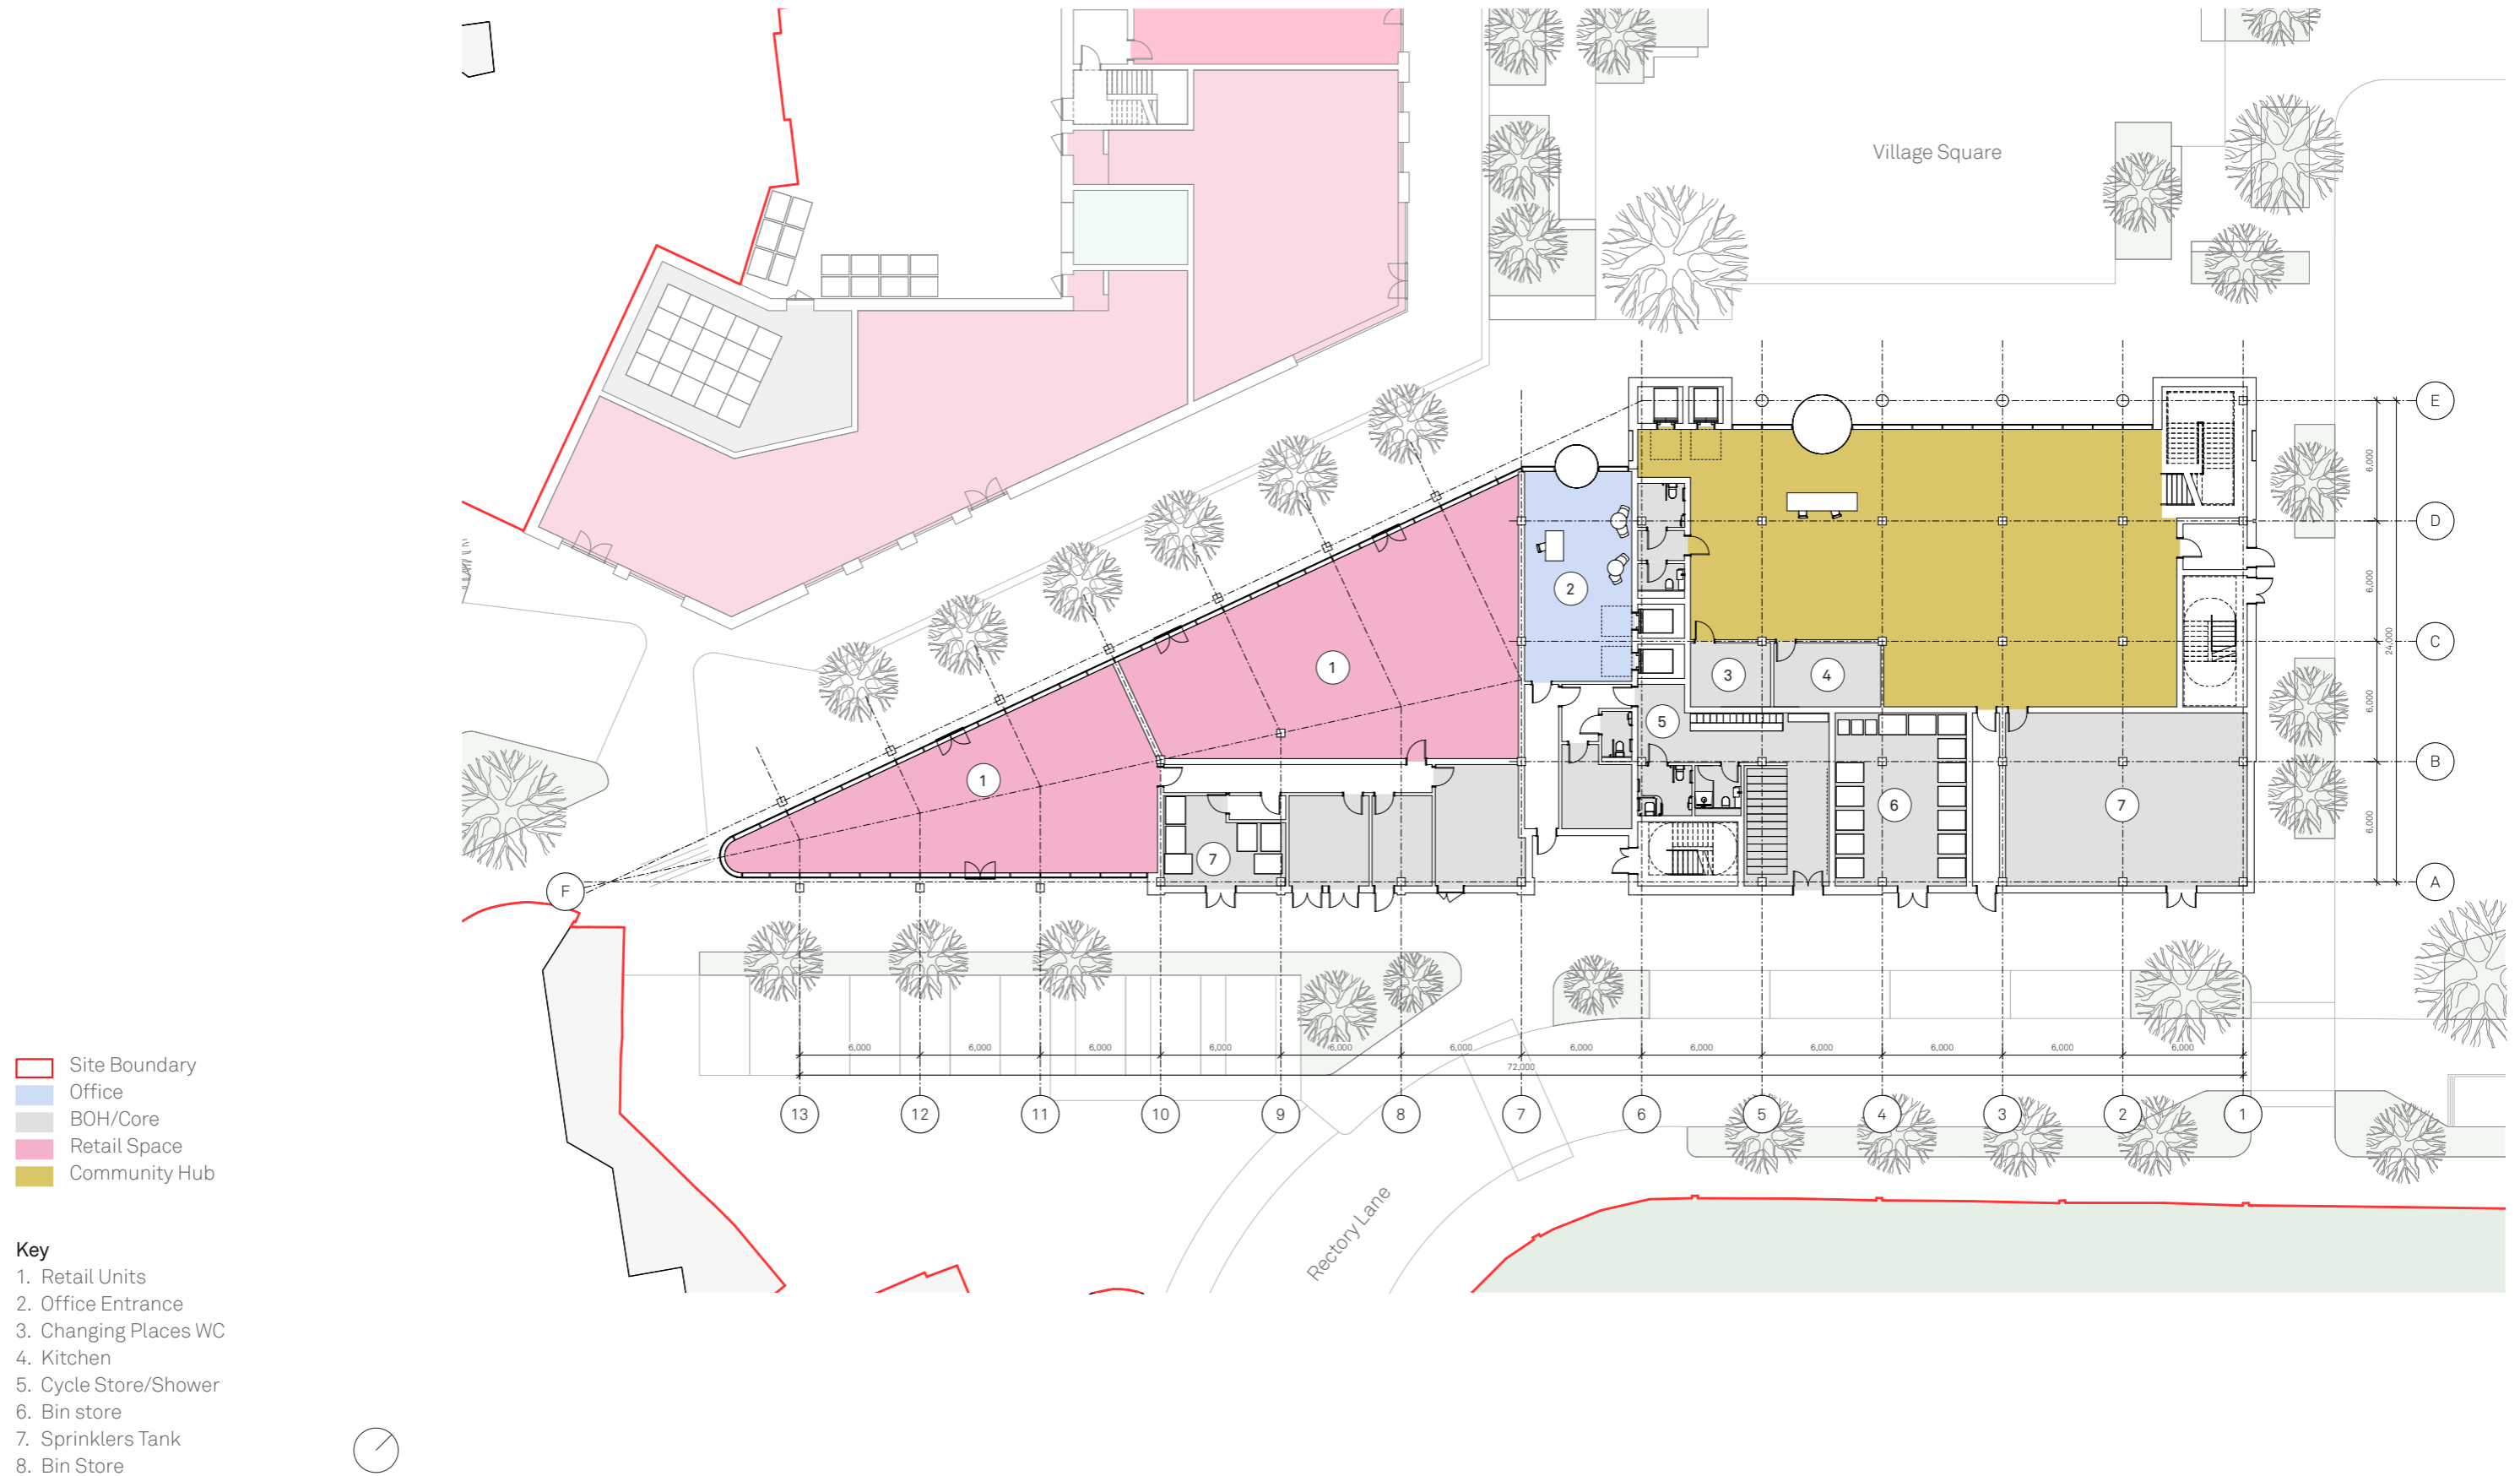 Village Square
E
6,000
D
6,000
2
C
24,000
1
3
4
6,000
5
1
B
6
7
6,000
7
F
A
6,000
6,000
6,000
6,000
6,000
6,000
6,000
6,000
6,000
6,000
6,000
6,000
72,000
13
12
11
10
9
8
7
6
5
4
3
2
1
Rectory Lane
Site Boundary
Office
BOH/Core
Retail Space
Community Hub
Key
1. Retail Units
2. Office Entrance
3. Changing Places WC
4. Kitchen
5. Cycle Store/Shower
6. Bin store
7. Sprinklers Tank
8. Bin Store